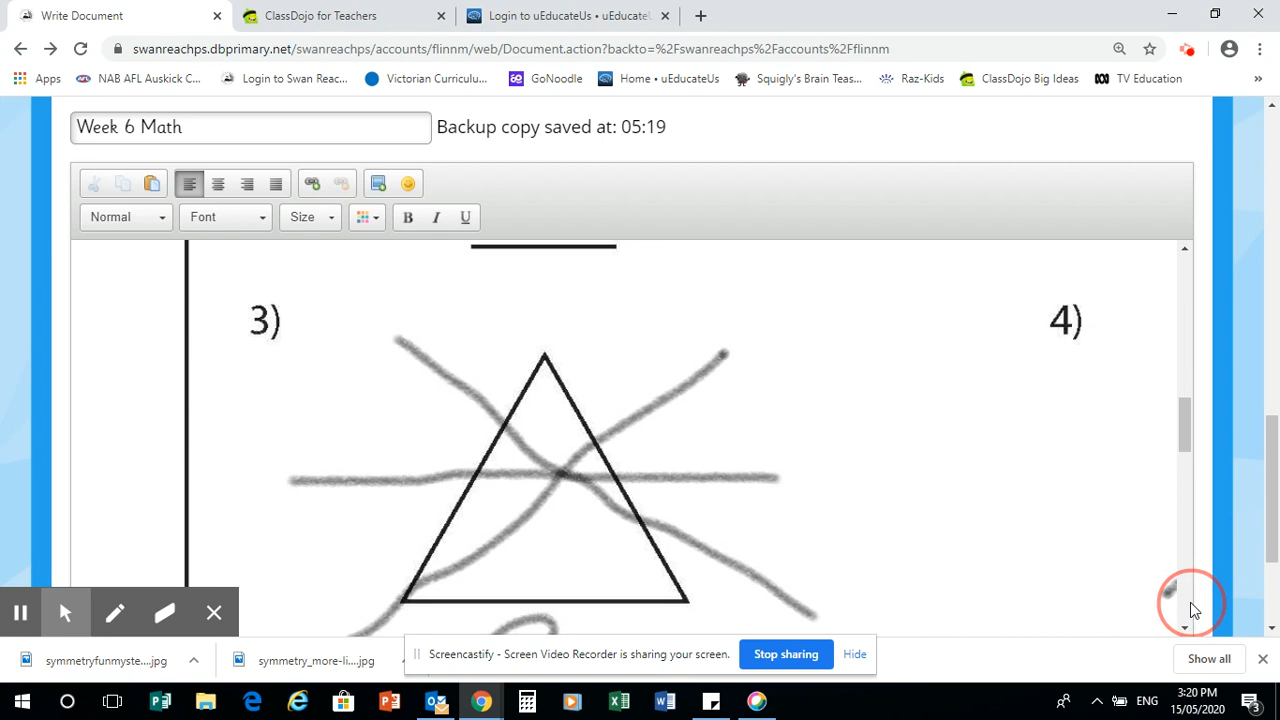 Write Document
ClassDojo for Teachers
Login to uEducateUs • uEducateU
swanreachps.dbprimary.net/swanreachps/accounts/flinnm/web/Document.action?backto=%2Fswanreachps%2Faccounts%2Fflinnm
Apps
NAB AFL Auskick C...
Login to Swan Reac...
Victorian Curriculu...
GoNoodle
Home • uEducateUs
Squigly's Brain Teas...
Raz-Kids
ClassDojo Big Ideas
TV Education
Week 6 Math
Backup copy saved at: 05:19
Normal
Font
Size
B I U
3)
4)
Screencastify - Screen Video Recorder is sharing your screen.
Stop sharing
Hide
symmetryfunmyste....jpg
symmetry_more-li....jpg
Show all
ENG
3:20 PM
15/05/2020
3